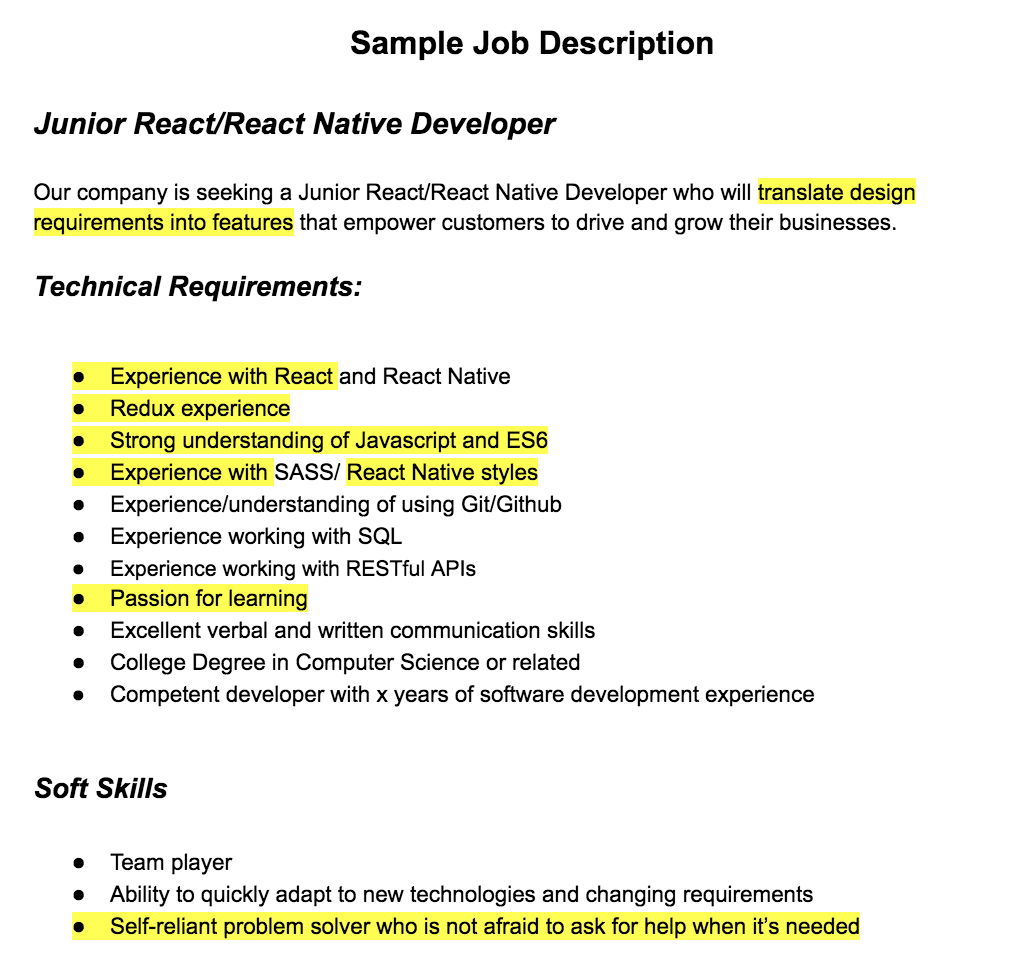 Sample Job Description
Junior React/React Native Developer
Our company is seeking a Junior React/React Native Developer who will translate design
requirements into features that empower customers to drive and grow their businesses.
Technical Requirements:
● Experience with React and React Native
● Redux experience
● Strong understanding of Javascript and ES6
● Experience with SASS/ React Native styles
● Experience/understanding of using Git/Github
● Experience working with SQL
● Experience working with RESTful APIs
● Passion for learning
● Excellent verbal and written communication skills
● College Degree in Computer Science or related
● Competent developer with x years of software development experience
Soft Skills
● Team player
● Ability to quickly adapt to new technologies and changing requirements
● Self-reliant problem solver who is not afraid to ask for help when it’s needed